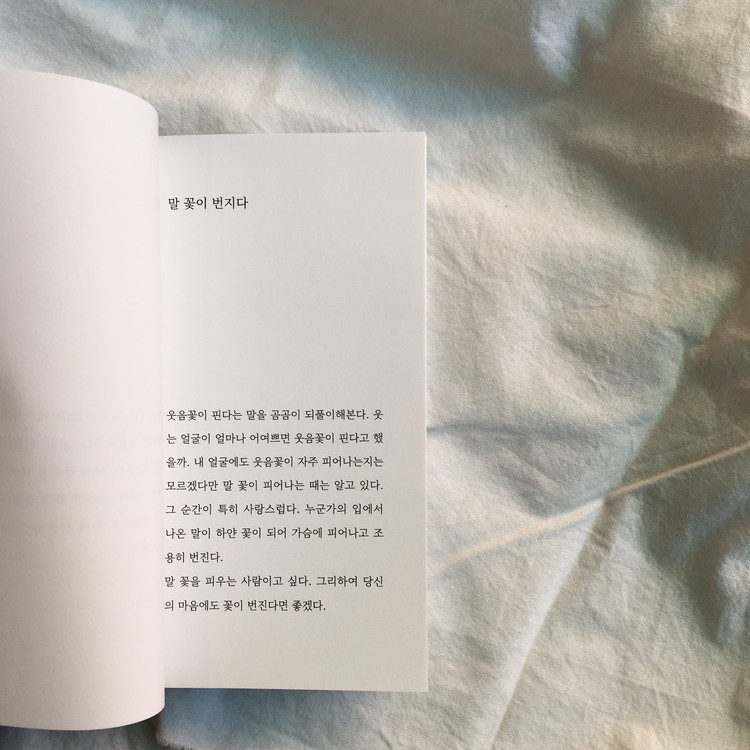 말 꽃이 번지다
웃음꽃이 핀다는 말을 곰곰이 되풀이해본다. 웃
는 얼굴이 얼마나 어여쁘면 웃음꽃이 핀다고 했
을까. 내 얼굴에도 웃음꽃이 자주 피어나는지는
모르겠다만 말 꽃이 피어나는 때는 알고 있다.
그 순간이 특히 사랑스럽다. 누군가의 입에서
나온 말이 하얀 꽃이 되어 가슴에 피어나고 조
용히 번진다.
말 꽃을 피우는 사람이고 싶다. 그리하여 당신
의 마음에도 꽃이 번진다면 좋겠다.